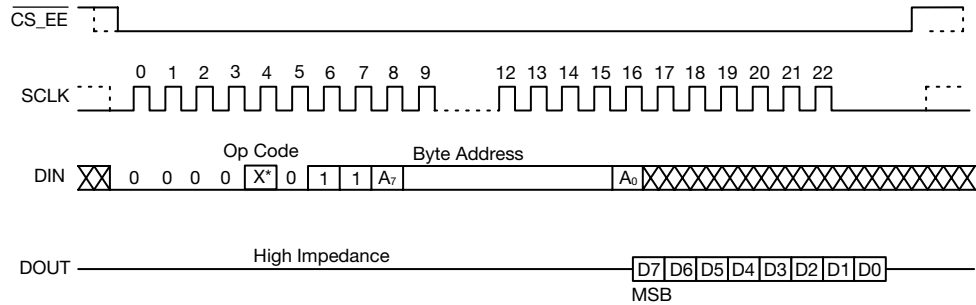 CS_EE
0 1 2 3 4 5 6 7 8 9 12 13 14 15 16 17 18 19 20 21 22
SCLK
Op Code Byte Address
DIN 0 0 0 0 X* 0 1 1 A₇ A₀
High Impedance
DOUT D7 D6 D5 D4 D3 D2 D1 D0
MSB